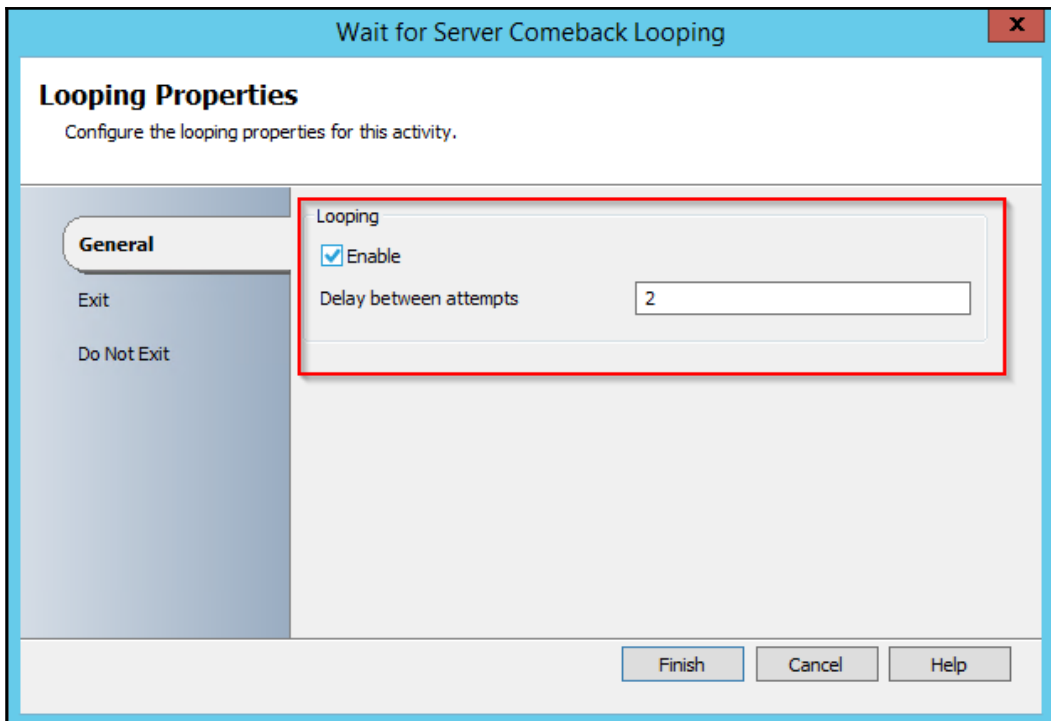 Wait for Server Comeback Looping
x
Looping Properties
Configure the looping properties for this activity.
General
Exit
Do Not Exit
Looping
Enable
Delay between attempts 2
Finish Cancel Help